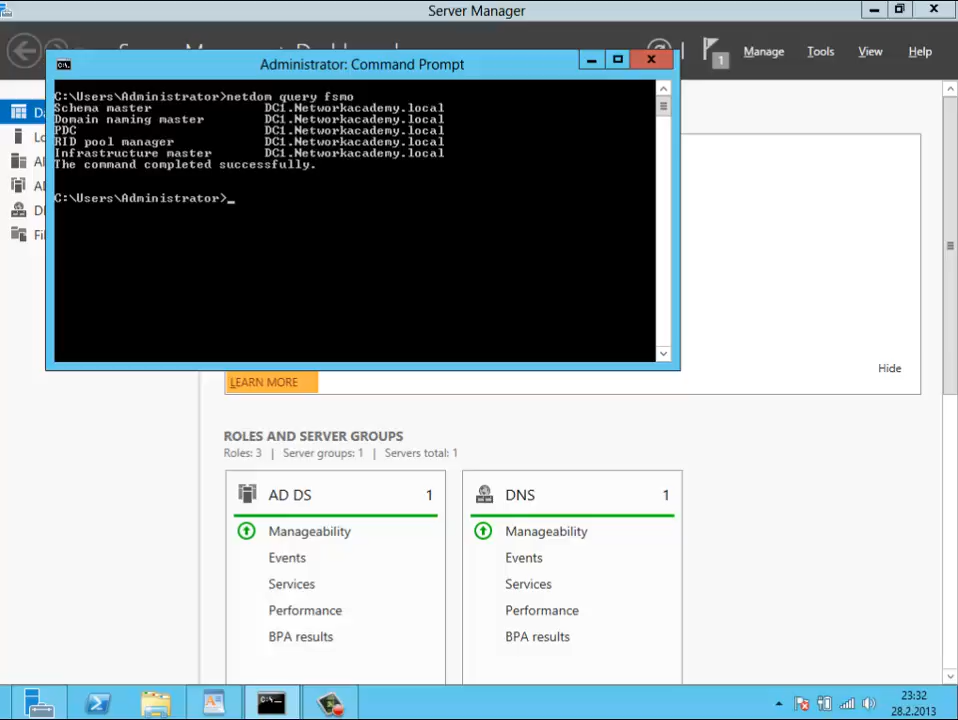 Server Manager
1
Manage
Tools
View
Help
Administrator: Command Prompt
C:\Users\Administrator>netdom query fsmo
Schema master DC1.Networkacademy.local
Domain naming master DC1.Networkacademy.local
PDC DC1.Networkacademy.local
RID pool manager DC1.Networkacademy.local
Infrastructure master DC1.Networkacademy.local
The command completed successfully.
C:\Users\Administrator>_
Hide
LEARN MORE
ROLES AND SERVER GROUPS
Roles: 3 | Server groups: 1 | Servers total: 1
AD DS 1
Manageability
Events
Services
Performance
BPA results
DNS 1
Manageability
Events
Services
Performance
BPA results
23:32
28.2.2013